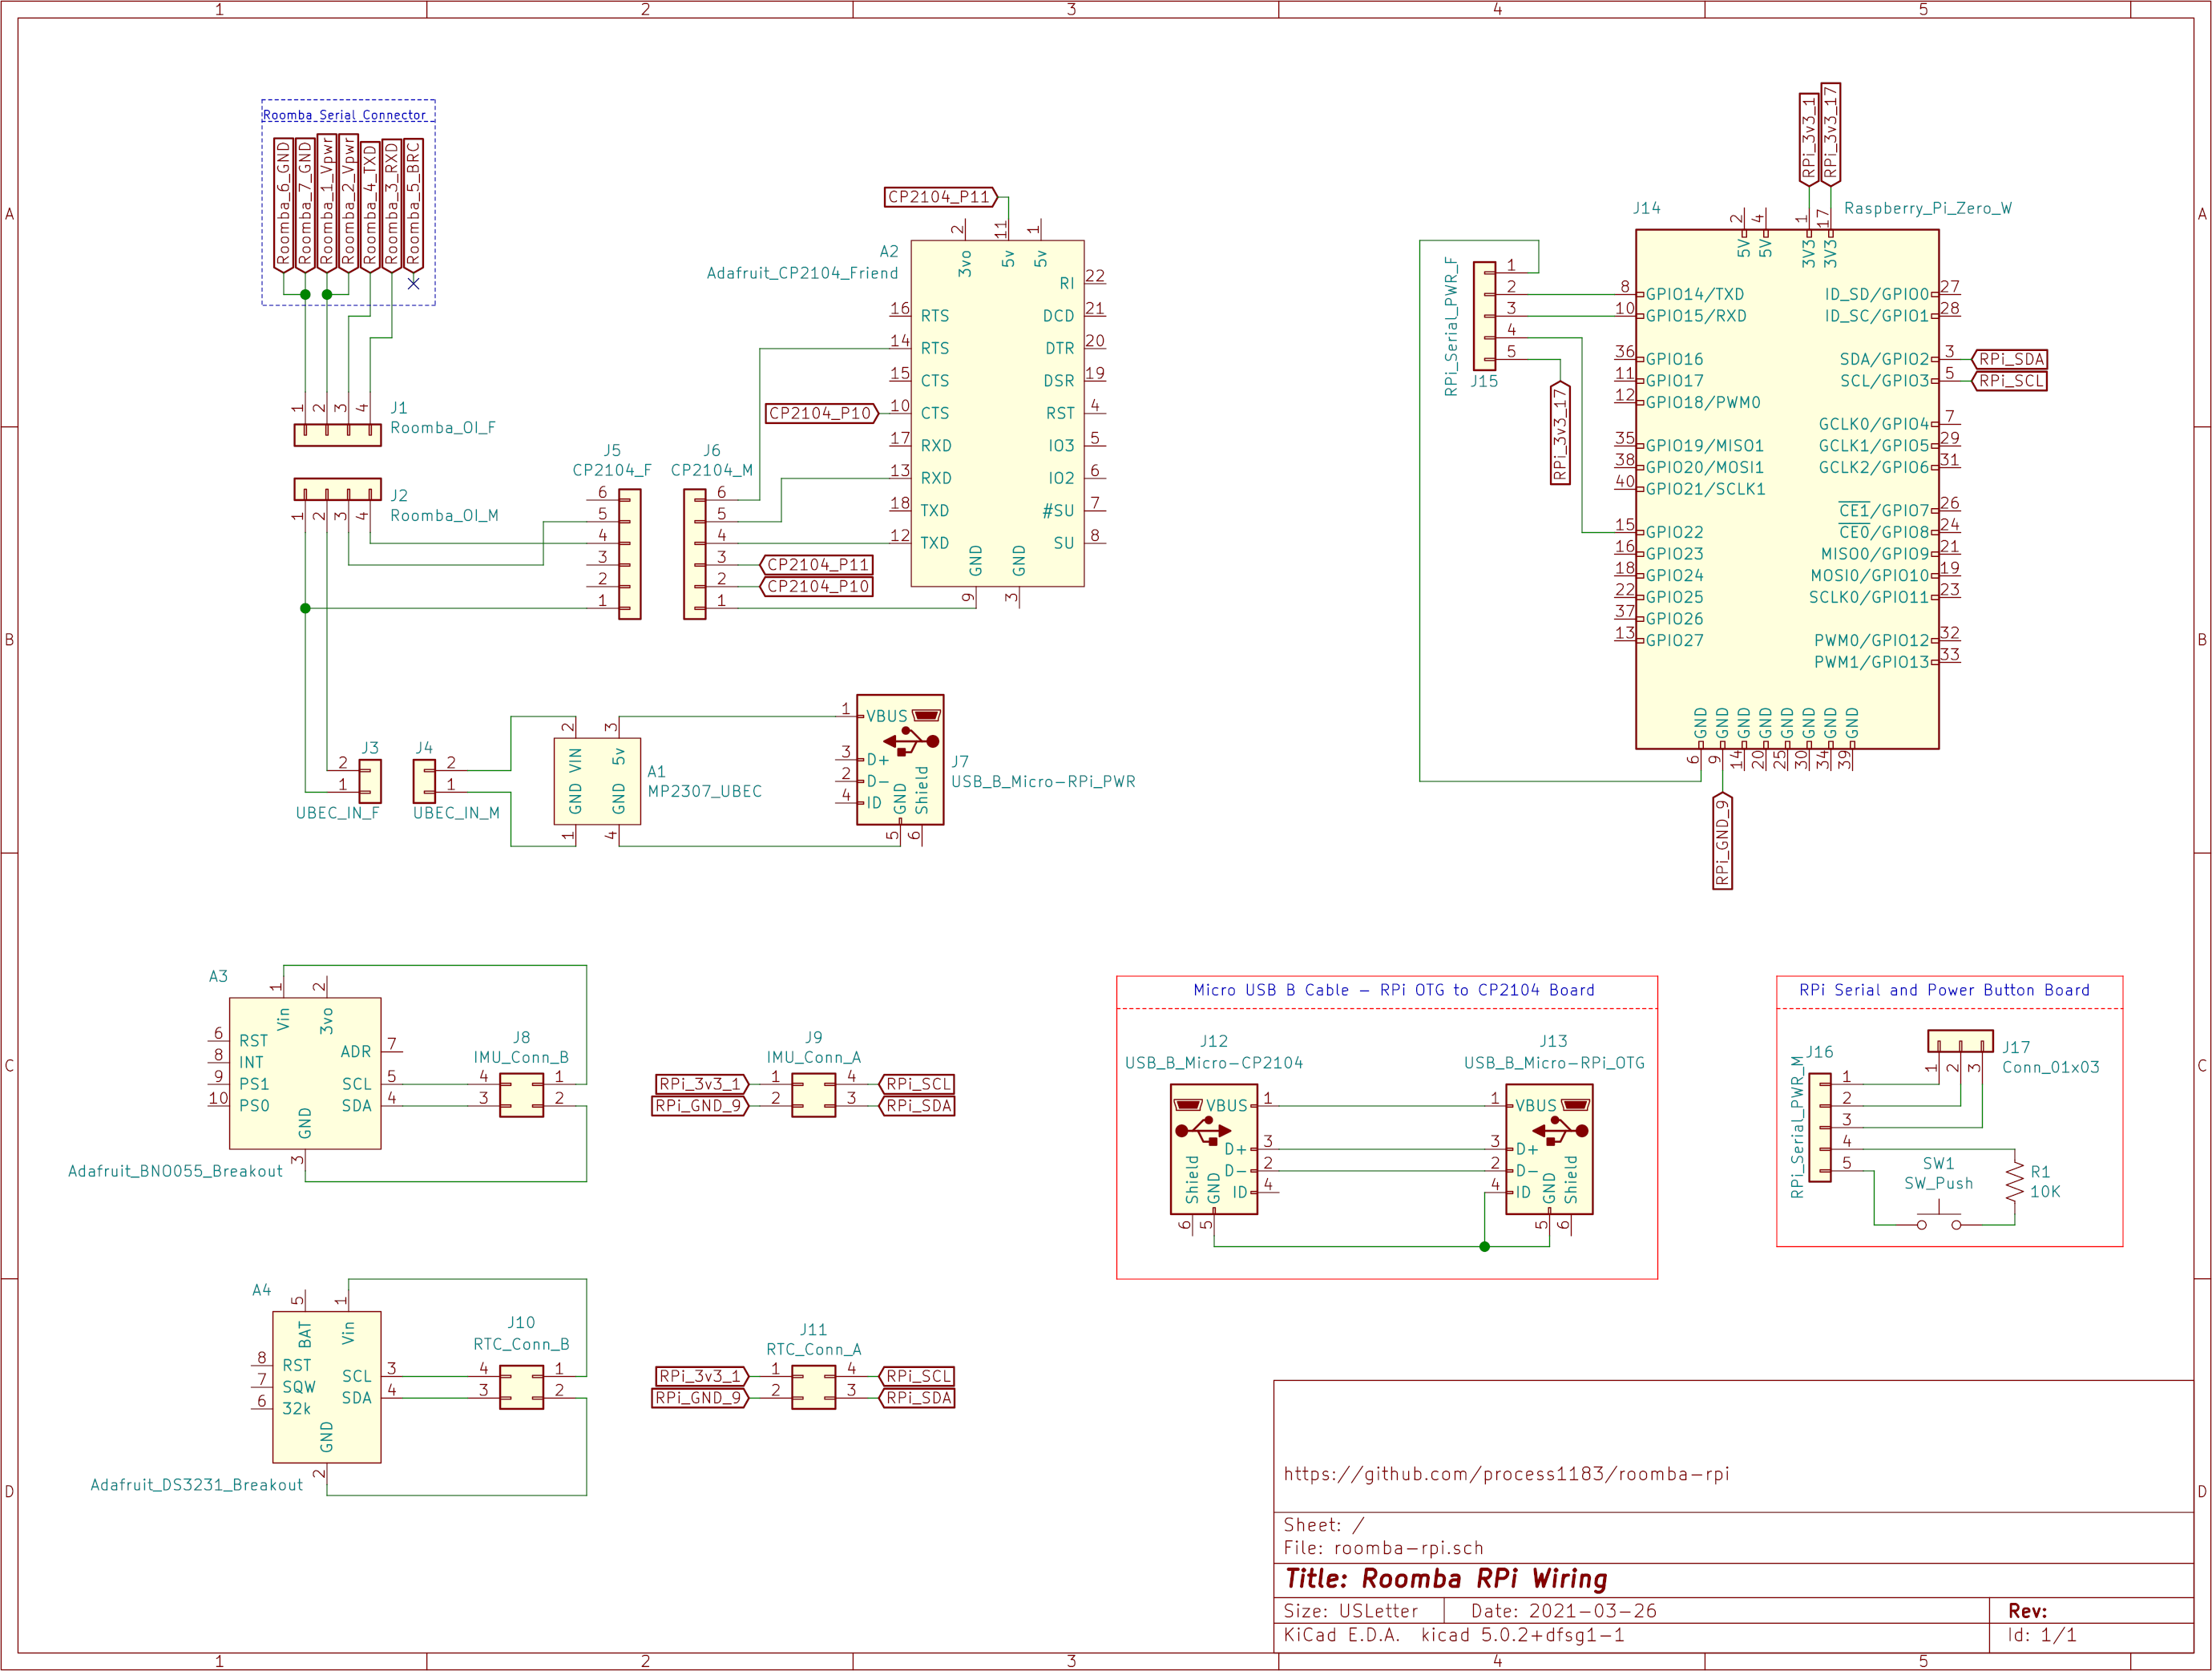 1 2 3 4 5
A
B
C
D
Roomba Serial Connector
Roomba_6_GND
Roomba_7_GND
Roomba_1_Vpwr
Roomba_2_Vpwr
Roomba_4_TXD
Roomba_3_RXD
Roomba_5_BRC
1 2 3 4
J1
Roomba_OI_F
J2
Roomba_OI_M
1 2 3 4
J5
CP2104_F
6
5
4
3
2
1
J6
CP2104_M
6
5
4
3
2
1
CP2104_P11
CP2104_P10
CP2104_P11
CP2104_P10
A2
Adafruit_CP2104_Friend
2 11 1
3vo 5v 5v
RI 22
16 RTS DCD 21
14 RTS DTR 20
15 CTS DSR 19
10 CTS RST 4
17 RXD IO3 5
13 RXD IO2 6
18 TXD #SU 7
12 TXD SU 8
GND GND
9 3
J3
2
1
UBEC_IN_F
J4
2
1
UBEC_IN_M
2 3
VIN 5v
GND GND
1 4
A1
MP2307_UBEC
1 VBUS
3 D+
2 D-
4 ID
GND Shield
5 6
J7
USB_B_Micro-RPi_PWR
RPi_3v3_1
RPi_3v3_17
J14
Raspberry_Pi_Zero_W
2 4 1 17
5V 5V 3V3 3V3
8 GPIO14/TXD ID_SD/GPIO0 27
10 GPIO15/RXD ID_SC/GPIO1 28
36 GPIO16 SDA/GPIO2 3 RPi_SDA
11 GPIO17 SCL/GPIO3 5 RPi_SCL
12 GPIO18/PWM0
GCLK0/GPIO4 7
35 GPIO19/MISO1 GCLK1/GPIO5 29
38 GPIO20/MOSI1 GCLK2/GPIO6 31
40 GPIO21/SCLK1
CE1/GPIO7 26
15 GPIO22 CE0/GPIO8 24
16 GPIO23 MISO0/GPIO9 21
18 GPIO24 MOSI0/GPIO10 19
22 GPIO25 SCLK0/GPIO11 23
37 GPIO26
13 GPIO27 PWM0/GPIO12 32
PWM1/GPIO13 33
GND GND GND GND GND GND GND GND
6 9 14 20 25 30 34 39
RPi_GND_9
RPi_Serial_PWR_F
1
2
3
4
5
J15
RPi_3v3_17
A3
1 2
Vin 3vo
6 RST
8 INT
9 PS1
10 PS0
ADR 7
SCL 5
SDA 4
GND
3
Adafruit_BNO055_Breakout
J8
IMU_Conn_B
4 1
3 2
J9
IMU_Conn_A
RPi_3v3_1 1 4 RPi_SCL
RPi_GND_9 2 3 RPi_SDA
A4
5 1
BAT Vin
8 RST
7 SQW
6 32k
SCL 3
SDA 4
GND
2
Adafruit_DS3231_Breakout
J10
RTC_Conn_B
4 1
3 2
J11
RTC_Conn_A
RPi_3v3_1 1 4 RPi_SCL
RPi_GND_9 2 3 RPi_SDA
Micro USB B Cable - RPi OTG to CP2104 Board
J12
USB_B_Micro-CP2104
VBUS 1
D+ 3
D- 2
ID 4
Shield GND
6 5
J13
USB_B_Micro-RPi_OTG
1 VBUS
3 D+
2 D-
4 ID
GND Shield
5 6
RPi Serial and Power Button Board
J16
RPi_Serial_PWR_M
1
2
3
4
5
J17
Conn_01x03
1 2 3
SW1
SW_Push
R1
10K
https://github.com/process1183/roomba-rpi
Sheet: /
File: roomba-rpi.sch
Title: Roomba RPi Wiring
Size: USLetter Date: 2021-03-26 Rev:
KiCad E.D.A. kicad 5.0.2+dfsg1-1 Id: 1/1
A
B
C
D
1 2 3 4 5